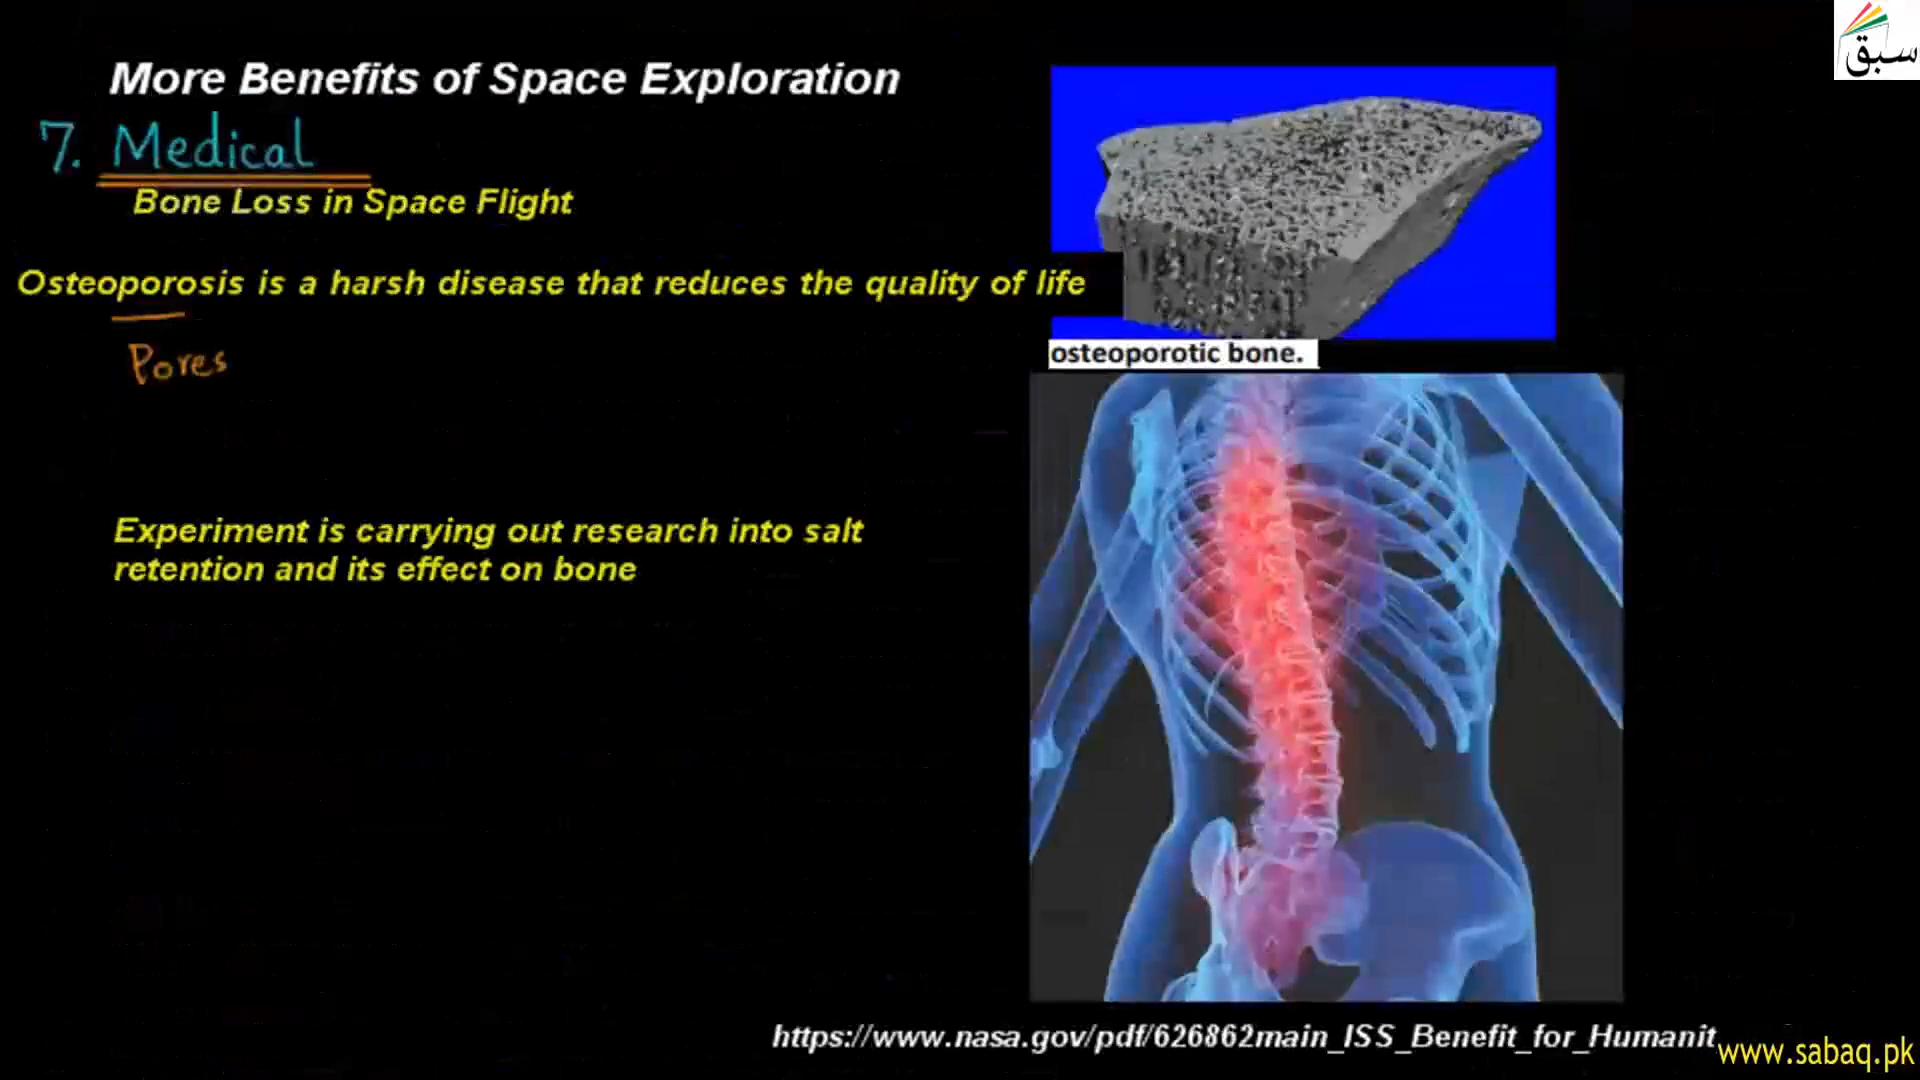 سبق
More Benefits of Space Exploration
7. Medical
Bone Loss in Space Flight
Osteoporosis is a harsh disease that reduces the quality of life
Pores
osteoporotic bone.
Experiment is carrying out research into salt
retention and its effect on bone
https://www.nasa.gov/pdf/626862main_ISS_Benefit_for_Humanit
www.sabaq.pk